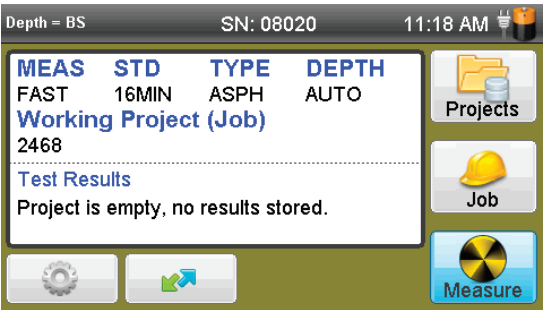 Depth = BS SN: 08020 11:18 AM
MEAS STD TYPE DEPTH
FAST 16MIN ASPH AUTO
Working Project (Job)
2468
Test Results
Project is empty, no results stored.
Projects
Job
Measure